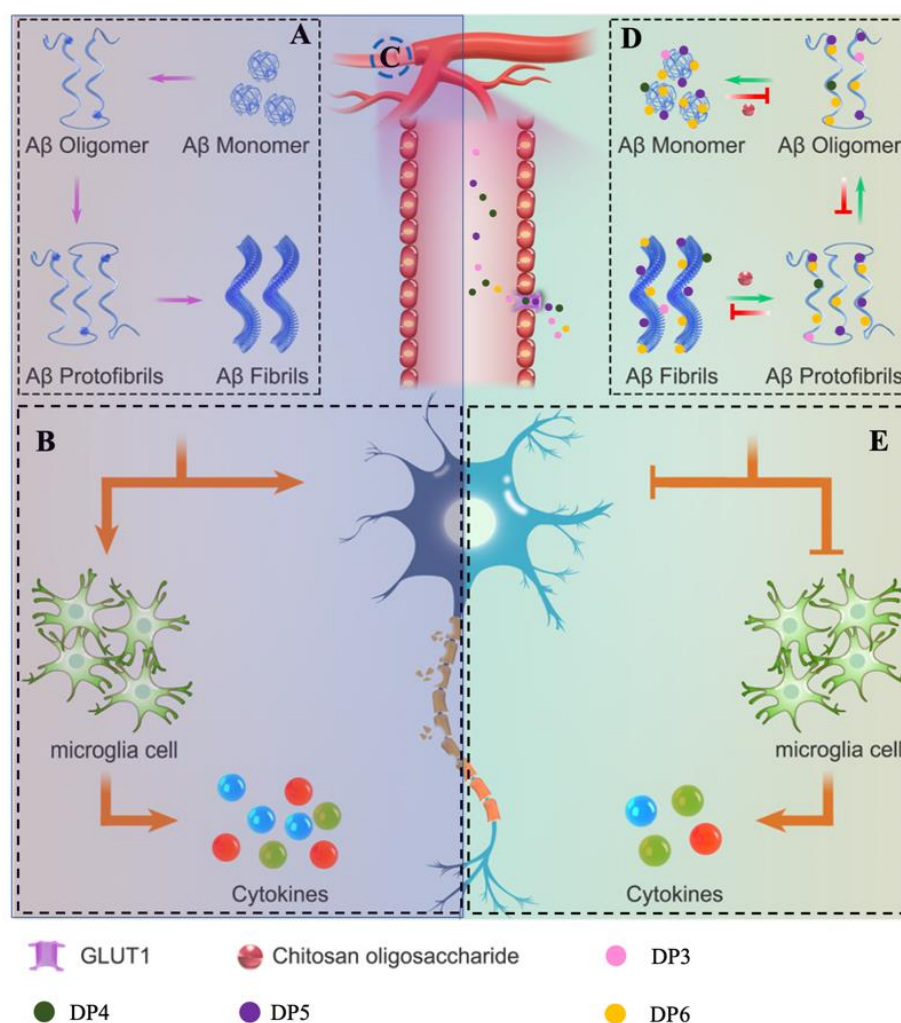 A
C
D
Aβ Oligomer
Aβ Monomer
Aβ Monomer
Aβ Oligomer
Aβ Protofibrils
Aβ Fibrils
Aβ Fibrils
Aβ Protofibrils
B
E
microglia cell
microglia cell
Cytokines
Cytokines
GLUT1
Chitosan oligosaccharide
DP3
DP4
DP5
DP6